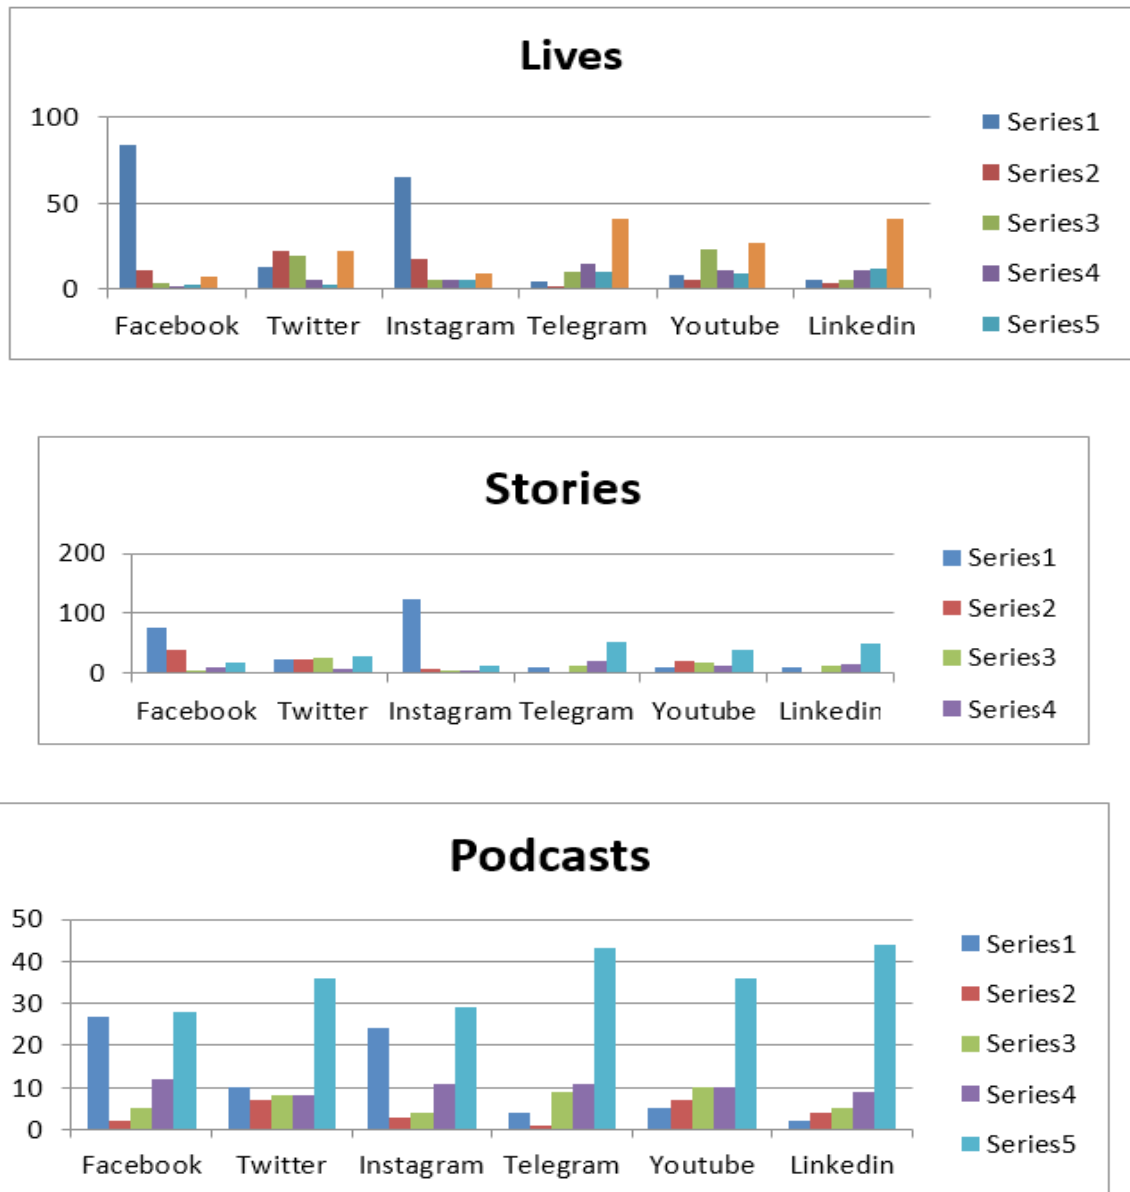 Lives
100
50
0
Facebook Twitter Instagram Telegram Youtube Linkedin
Series1
Series2
Series3
Series4
Series5
Stories
200
100
0
Facebook Twitter Instagram Telegram Youtube Linkedin
Series1
Series2
Series3
Series4
Podcasts
50
40
30
20
10
0
Facebook Twitter Instagram Telegram Youtube Linkedin
Series1
Series2
Series3
Series4
Series5